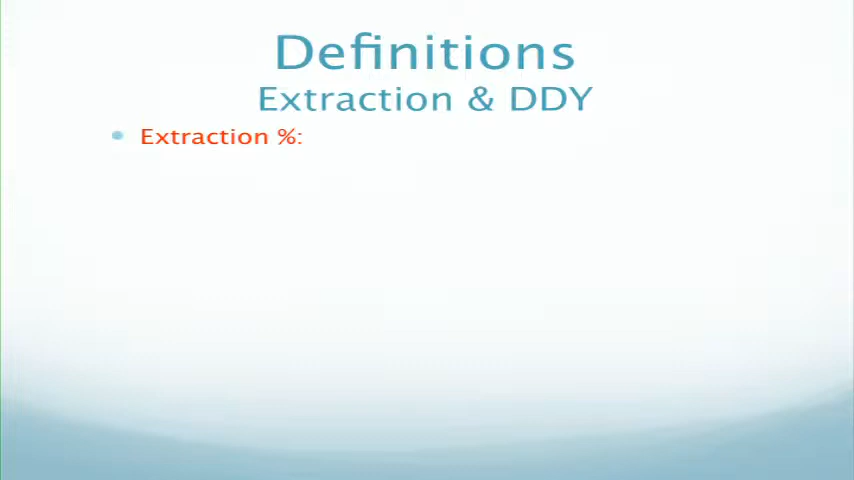 Definitions
Extraction & DDY
• Extraction %: